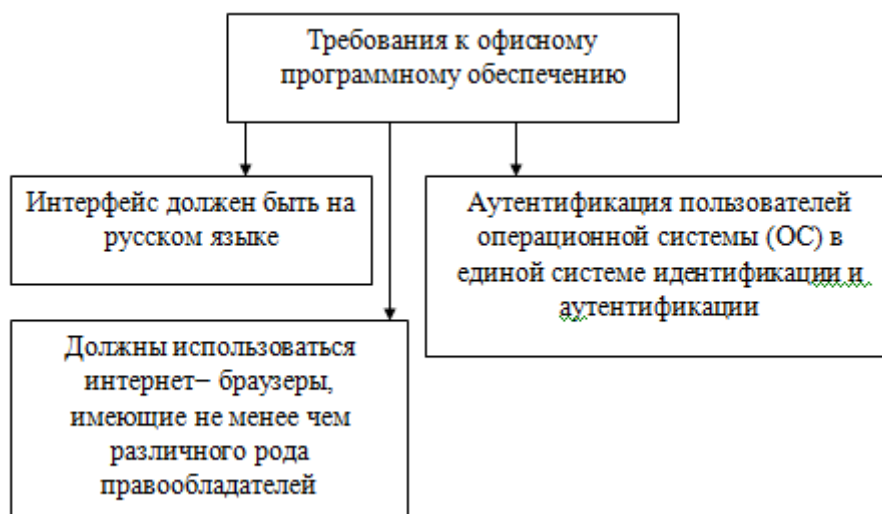 Требования к офисному
программному обеспечению
Интерфейс должен быть на
русском языке
Аутентификация пользователей
операционной системы (ОС) в
единой системе идентификации и
аутентификации
Должны использоваться
интернет– браузеры,
имеющие не менее чем
различного рода
правообладателей